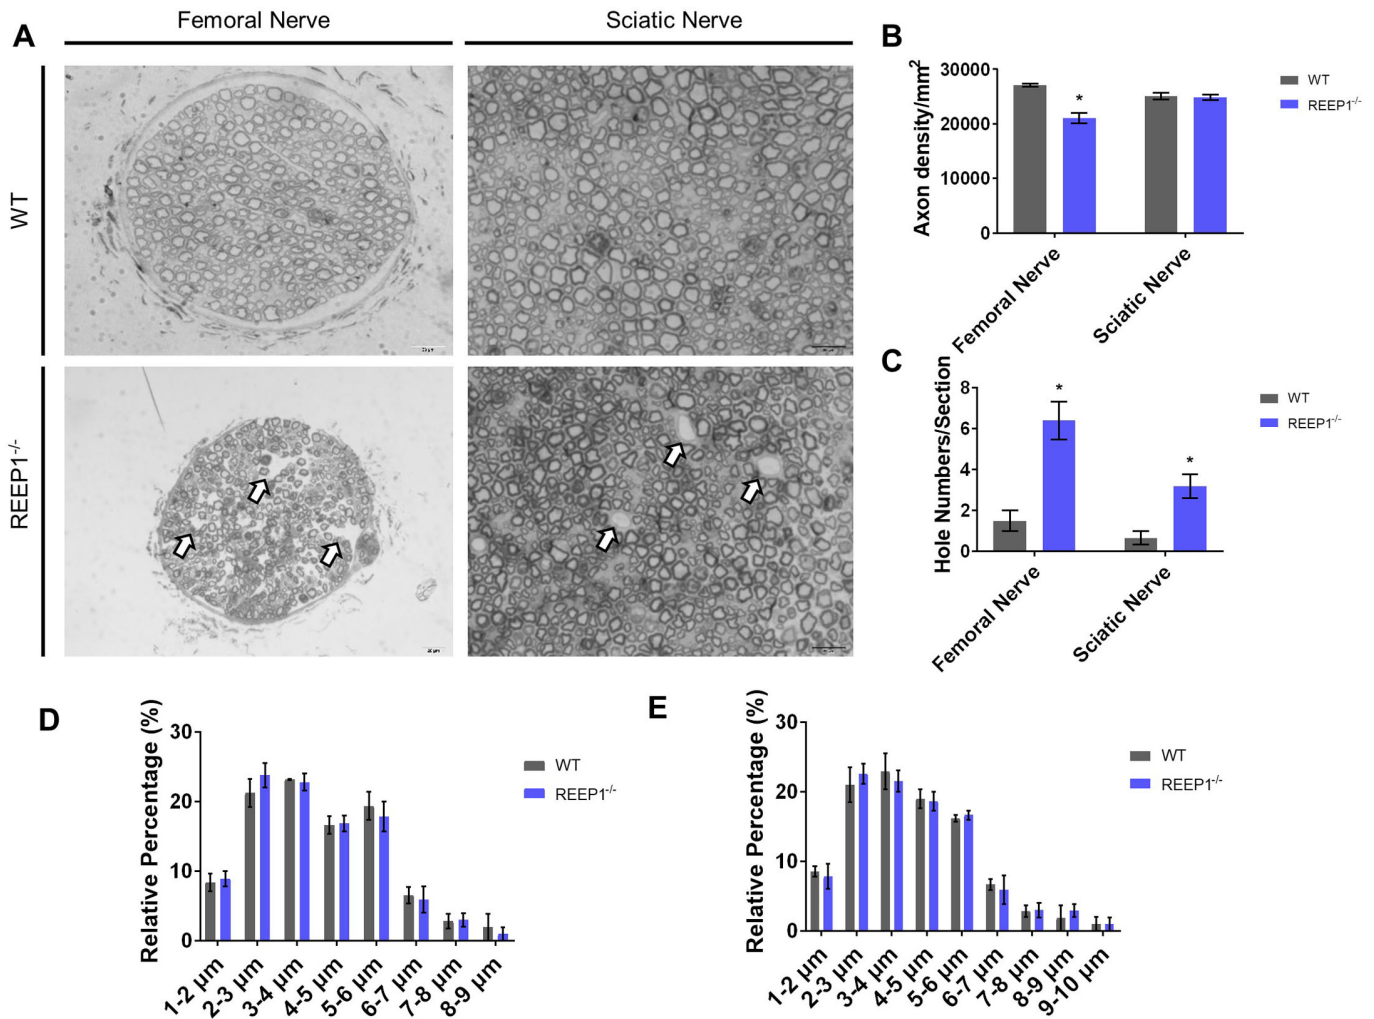 A
Femoral Nerve
Sciatic Nerve
WT
REEP1-/-
20 µm
B
Axon density/mm2
30000
20000
10000
0
*
Femoral Nerve
Sciatic Nerve
WT
REEP1-/-
C
Hole Numbers/Section
8
6
4
2
0
*
*
Femoral Nerve
Sciatic Nerve
WT
REEP1-/-
D
Relative Percentage (%)
30
20
10
0
1-2 µm
2-3 µm
3-4 µm
4-5 µm
5-6 µm
6-7 µm
7-8 µm
8-9 µm
WT
REEP1-/-
E
Relative Percentage (%)
30
20
10
0
1-2 µm
2-3 µm
3-4 µm
4-5 µm
5-6 µm
6-7 µm
7-8 µm
8-9 µm
9-10 µm
WT
REEP1-/-